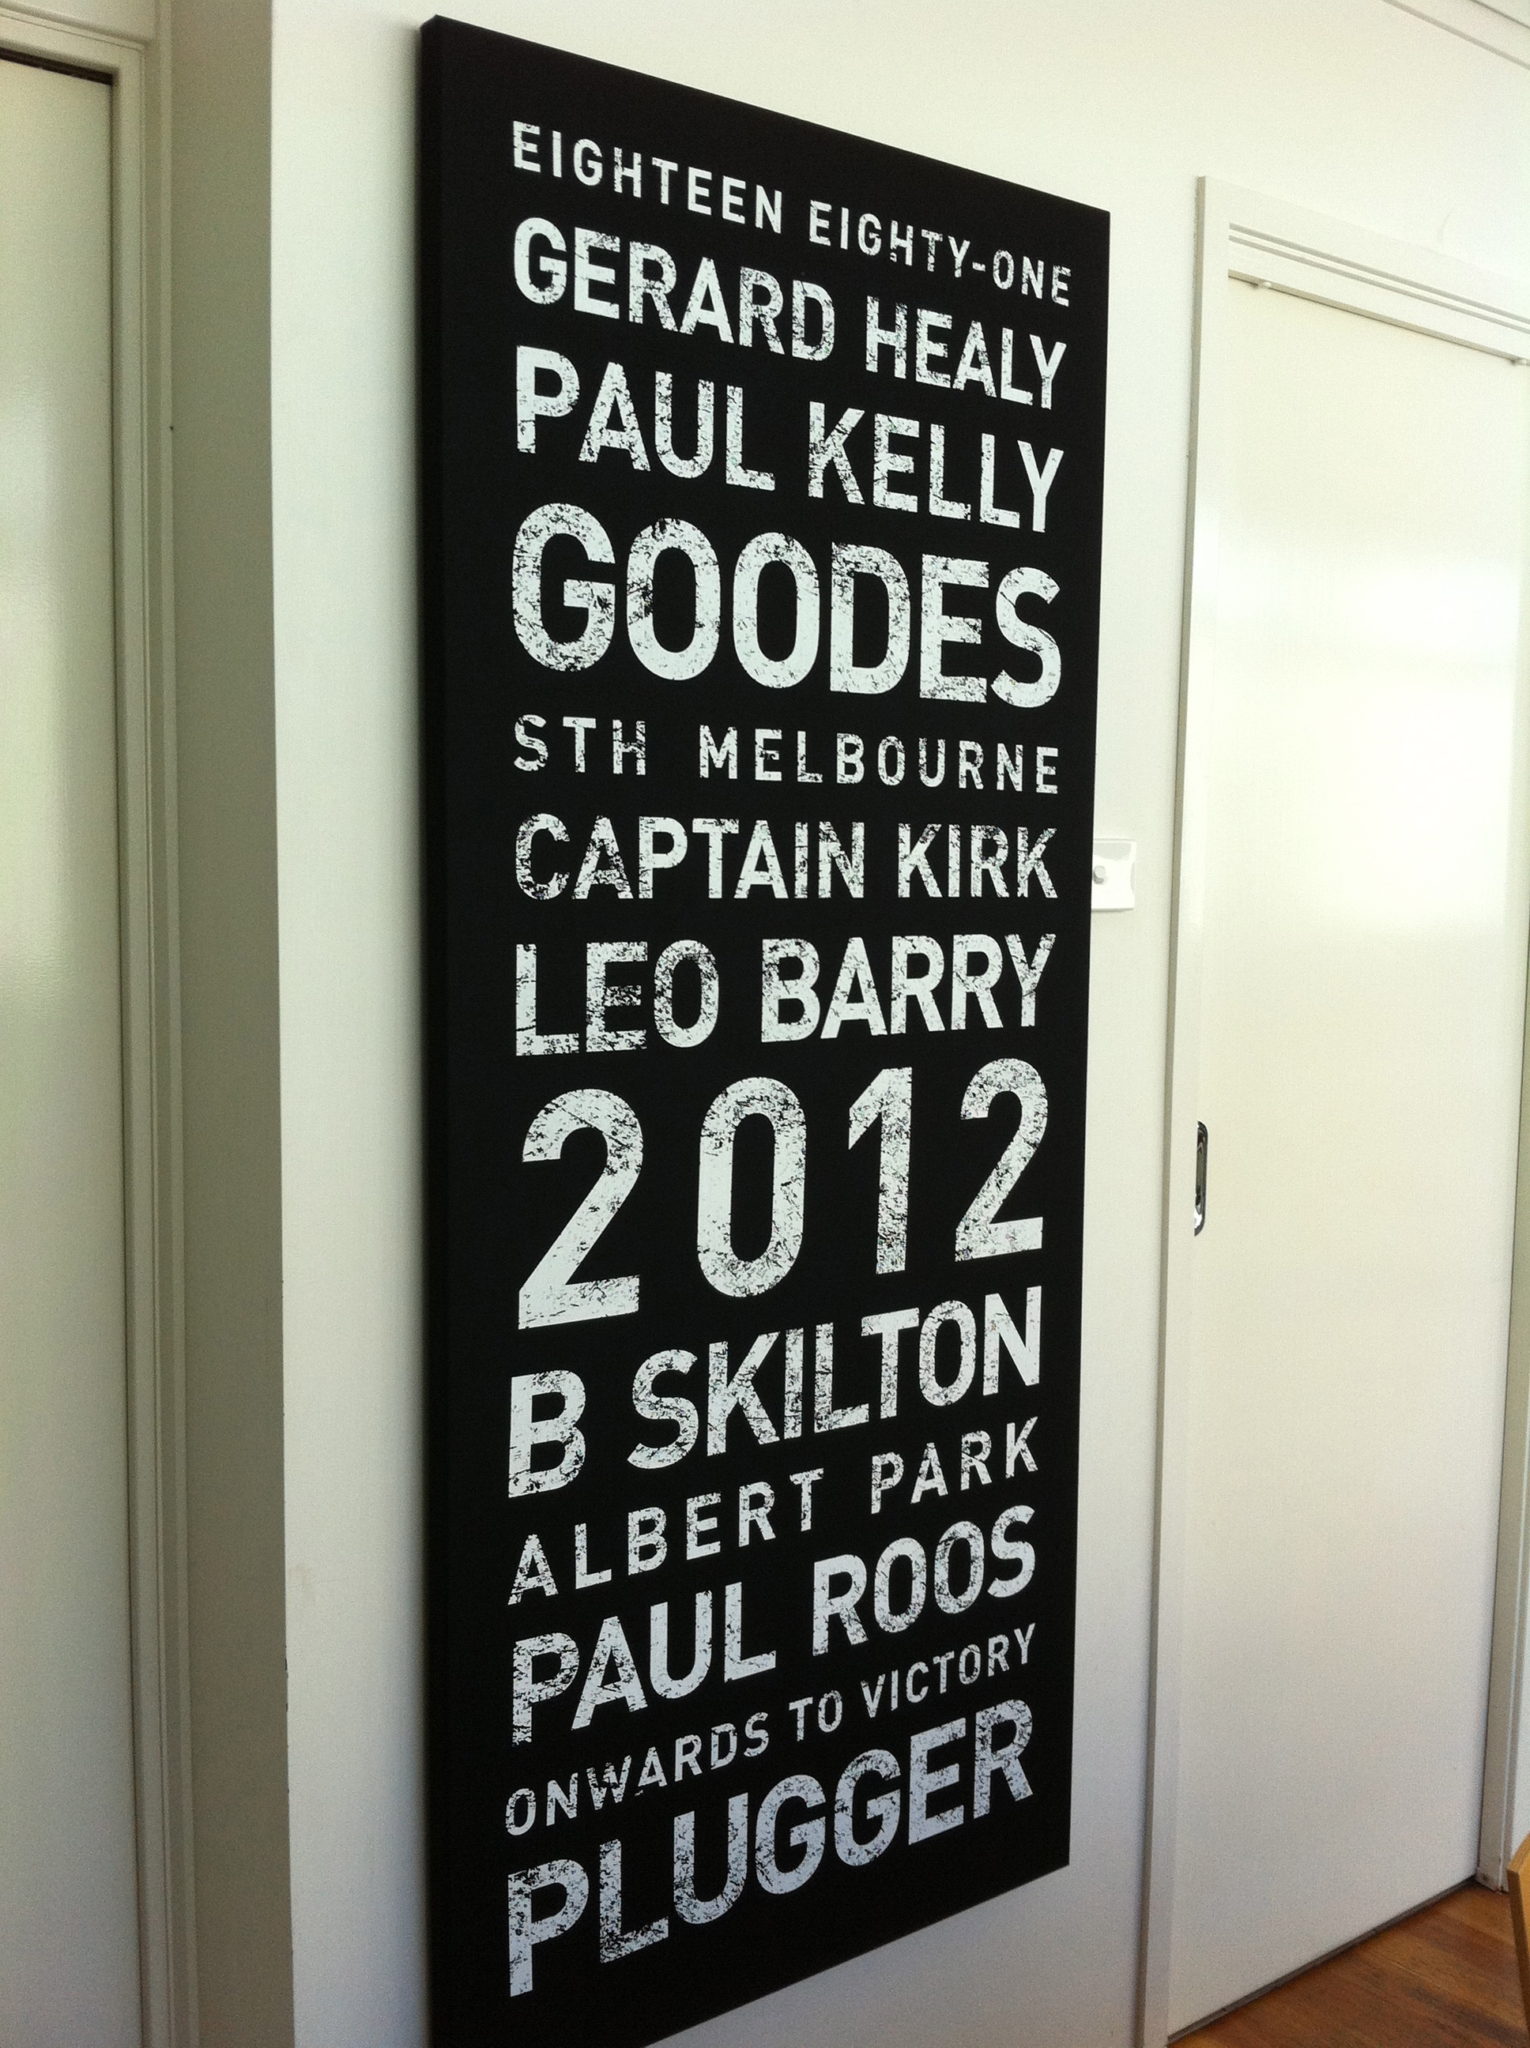 EIGHTEEN EIGHTY-ONE
GERARD HEALY
PAUL KELLY
GOODES
STH MELBOURNE
CAPTAIN KIRK
LEO BARRY
2012
B SKILTON
ALBERT PARK
PAUL ROOS
ONWARDS TO VICTORY
PLUGGER